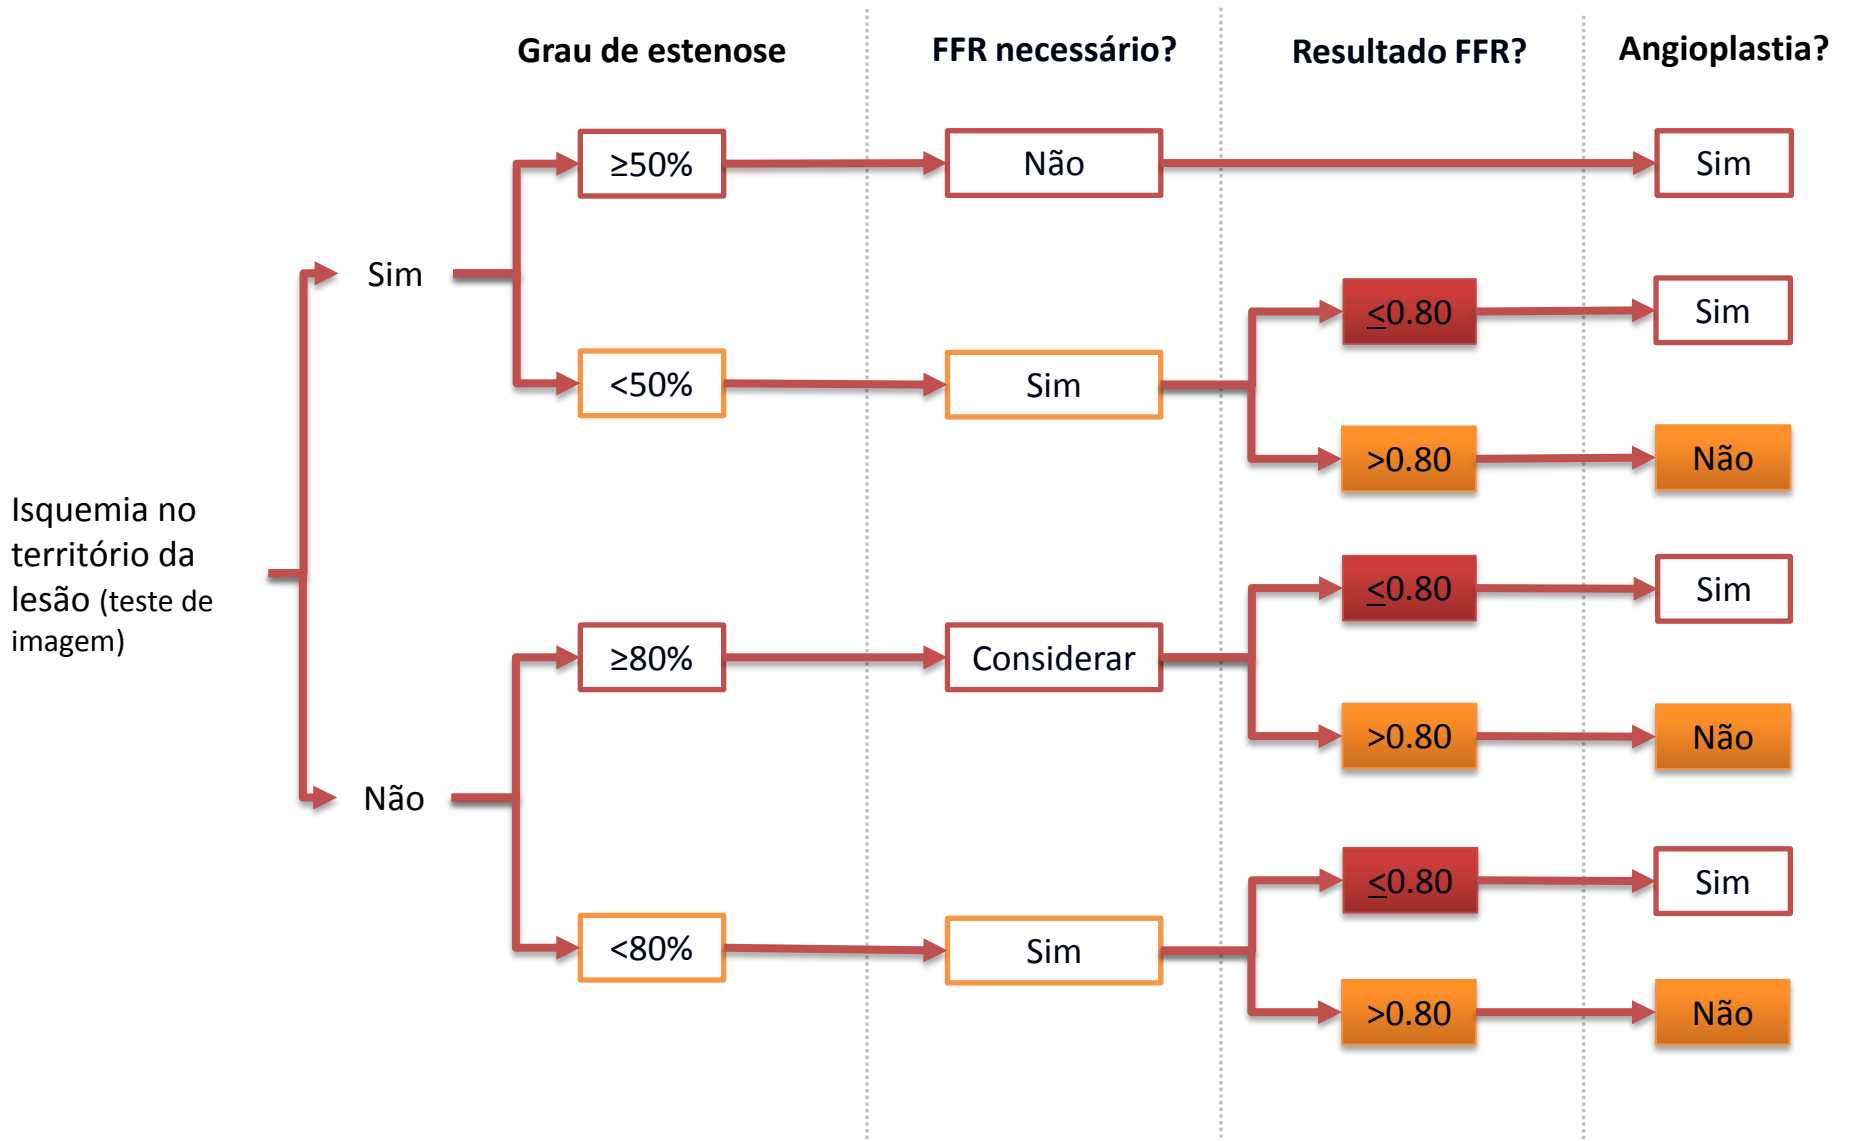 Grau de estenose
FFR necessário?
Resultado FFR?
Angioplastia?
≥50%
Não
Sim
Sim
≤0.80
Sim
<50%
Sim
>0.80
Não
Isquemia no
território da
lesão (teste de
imagem)
≤0.80
Sim
≥80%
Considerar
>0.80
Não
Não
≤0.80
Sim
<80%
Sim
>0.80
Não